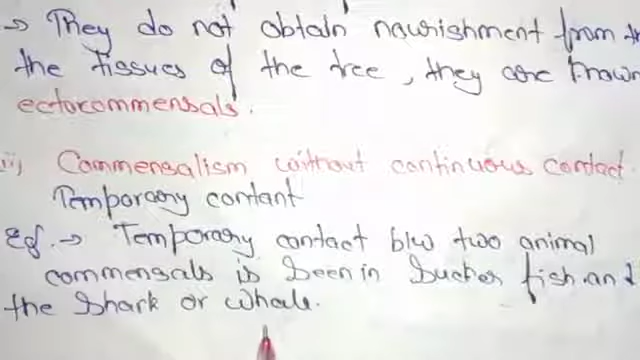 → They do not obtain nourishment from
the tissues of the tree, they are known
ectocommensals.
ii, Commensalism without continuous contact.
Temporary contant
Eg. → Temporary contact b/w two animal
commensals is seen in Sucker fish and
the shark or whale.